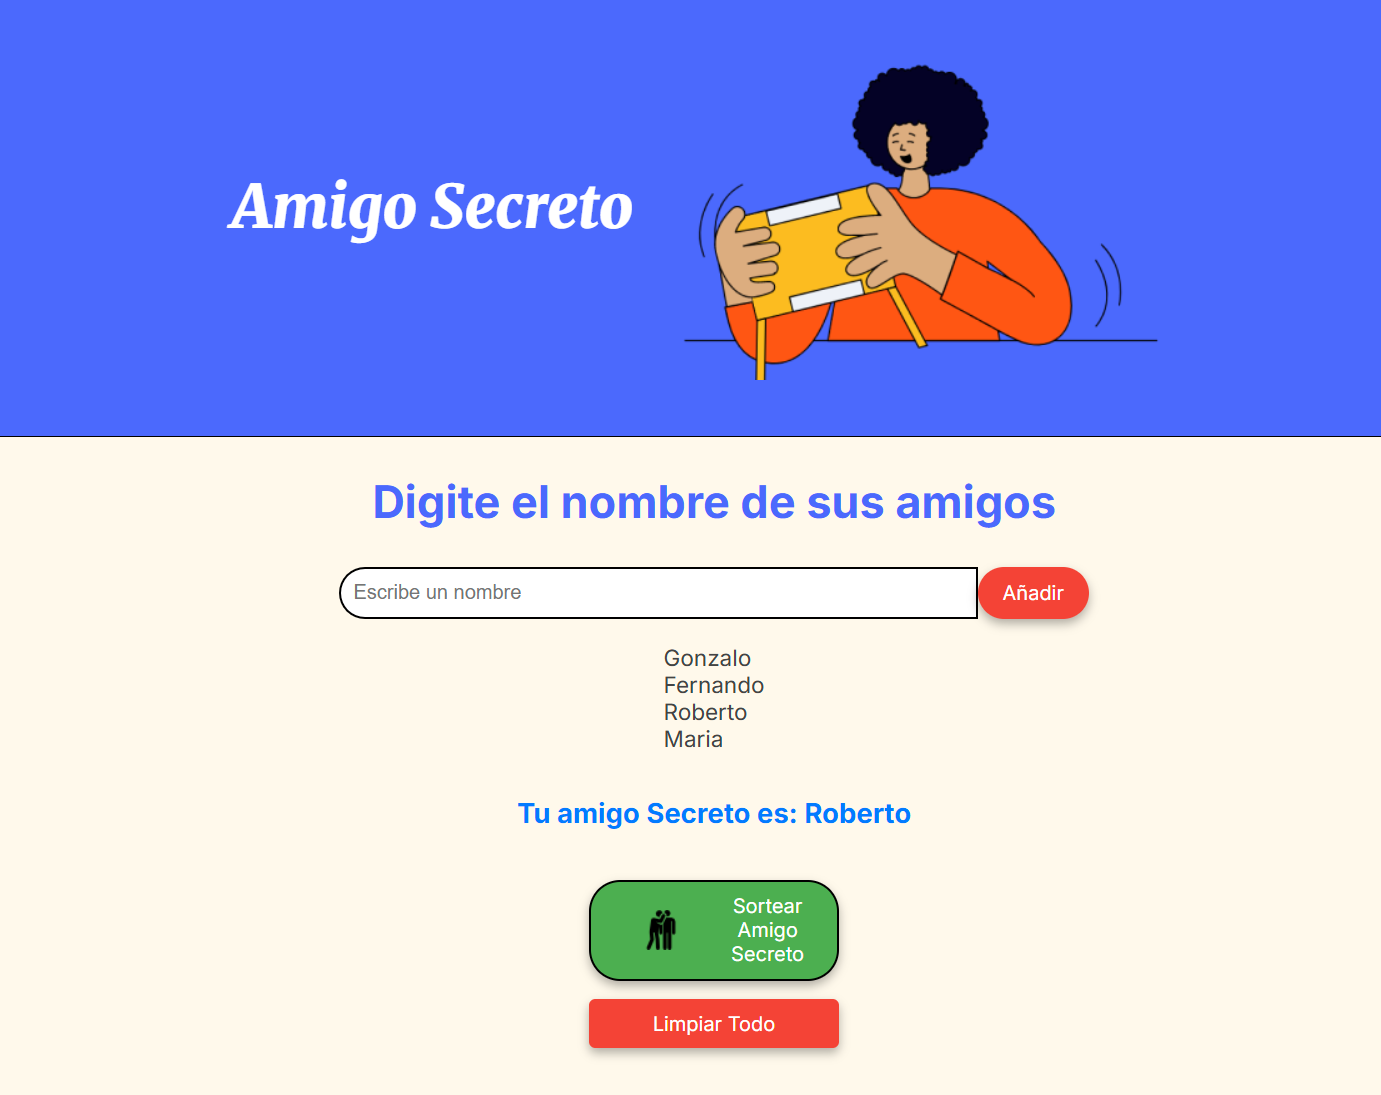 Amigo Secreto
Digite el nombre de sus amigos
Escribe un nombre
Añadir
Gonzalo
Fernando
Roberto
Maria
Tu amigo Secreto es: Roberto
Sortear
Amigo
Secreto
Limpiar Todo